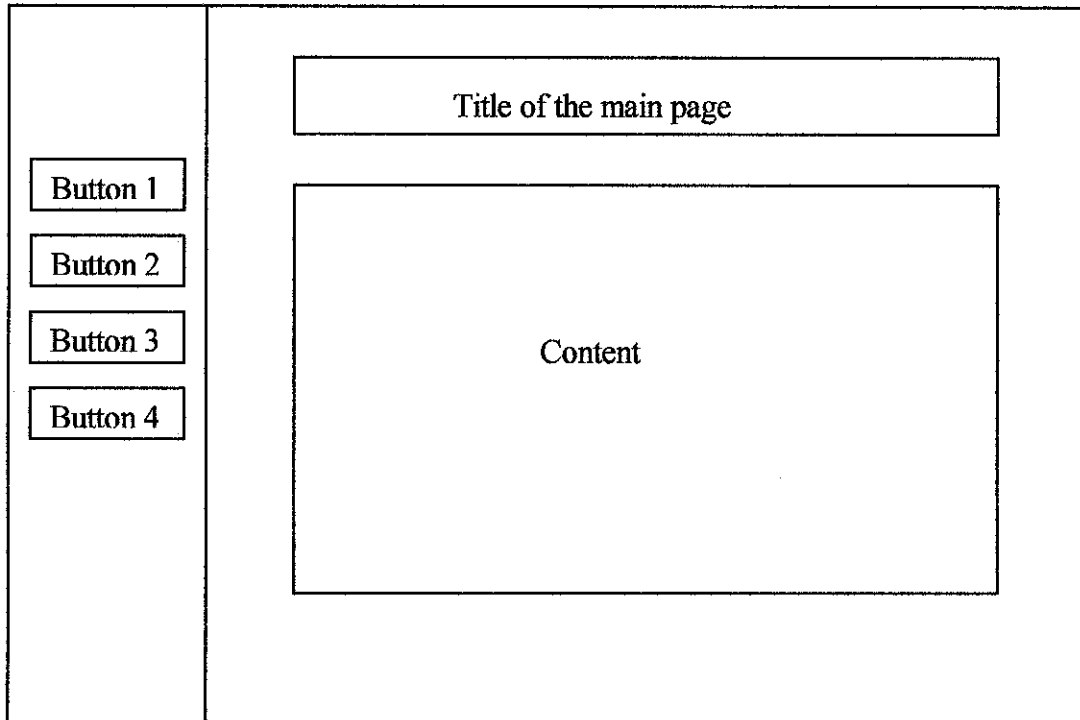 Title of the main page
Button 1
Button 2
Button 3
Button 4
Content